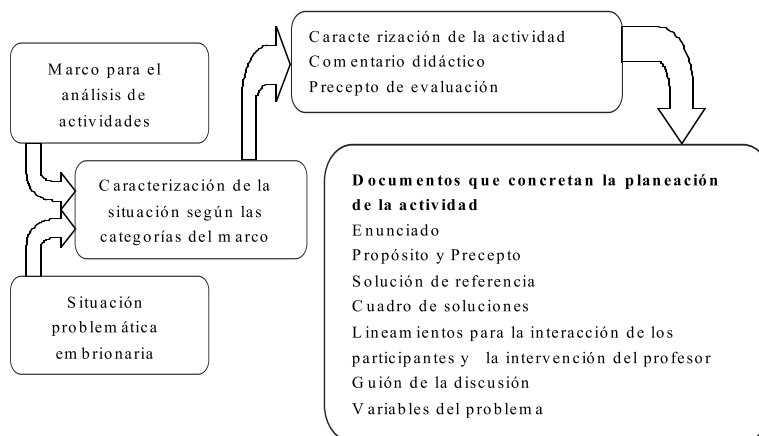 Marco para el
análisis de
actividades
Situación
problemática
embrionaria
Caracterización de la
situación según las
categorías del marco
Caracte rización de la actividad
Comentario didáctico
Precepto de evaluación
Documentos que concretan la planeación
de la actividad
Enunciado
Propósito y Precepto
Solución de referencia
Cuadro de soluciones
Lineamientos para la interacción de los
participantes y la intervención del profesor
Guión de la discusión
Variables del problema